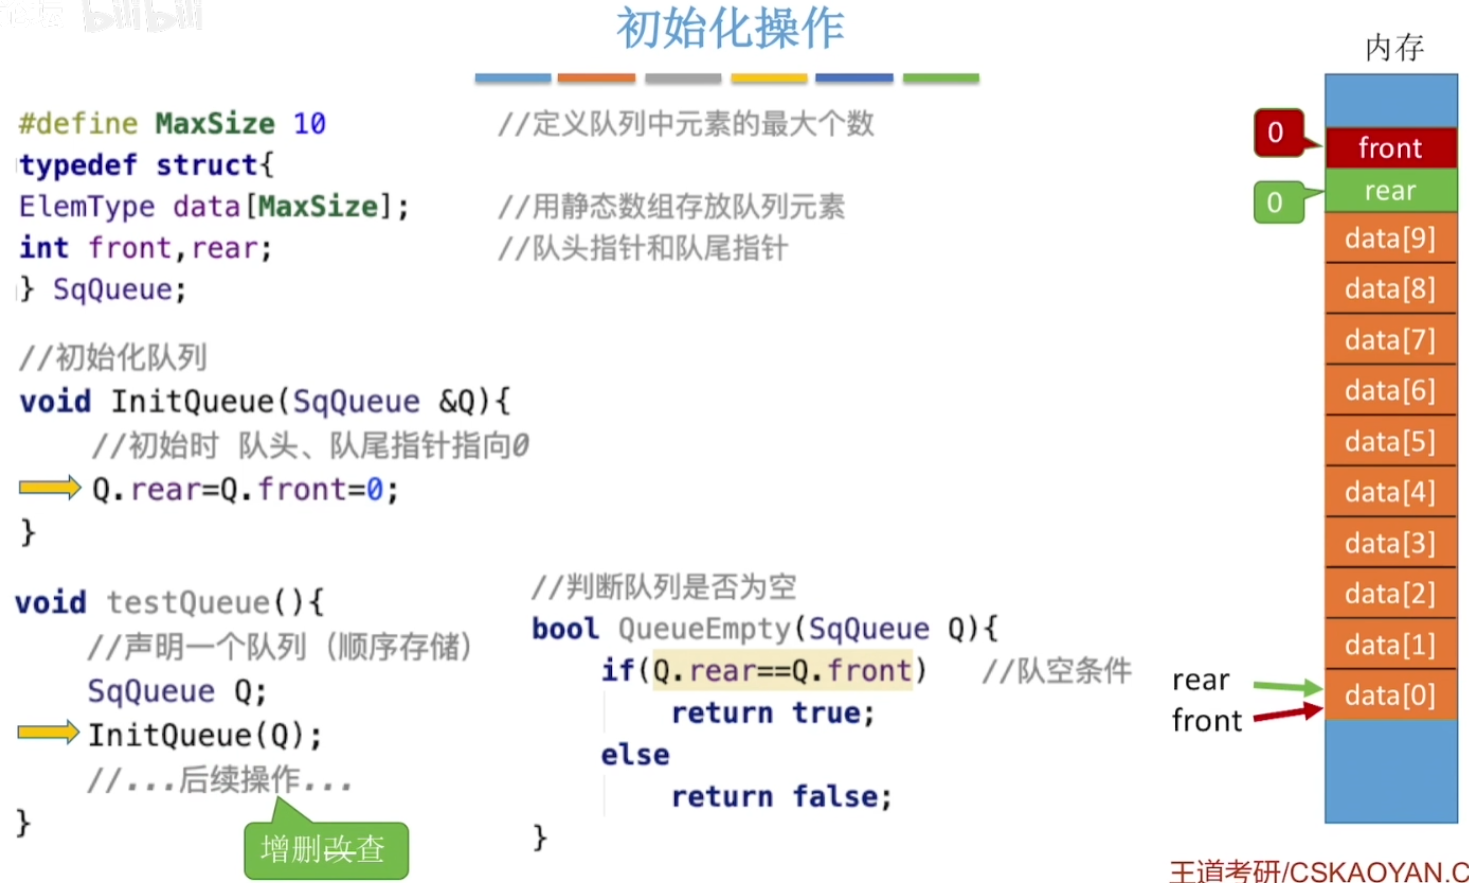 初始化操作
#define MaxSize 10 //定义队列中元素的最大个数
typedef struct{
ElemType data[MaxSize]; //用静态数组存放队列元素
int front,rear; //队头指针和队尾指针
} SqQueue;
//初始化队列
void InitQueue(SqQueue &Q){
//初始时 队头、队尾指针指向0
Q.rear=Q.front=0;
}
void testQueue(){
//声明一个队列（顺序存储）
SqQueue Q;
InitQueue(Q);
//...后续操作...
}
增删改查
//判断队列是否为空
bool QueueEmpty(SqQueue Q){
if(Q.rear==Q.front) //队空条件
return true;
else
return false;
}
内存
0
front
0
rear
data[9]
data[8]
data[7]
data[6]
data[5]
data[4]
data[3]
data[2]
data[1]
data[0]
rear
front
王道考研/CSKAOYAN.C
bilibili